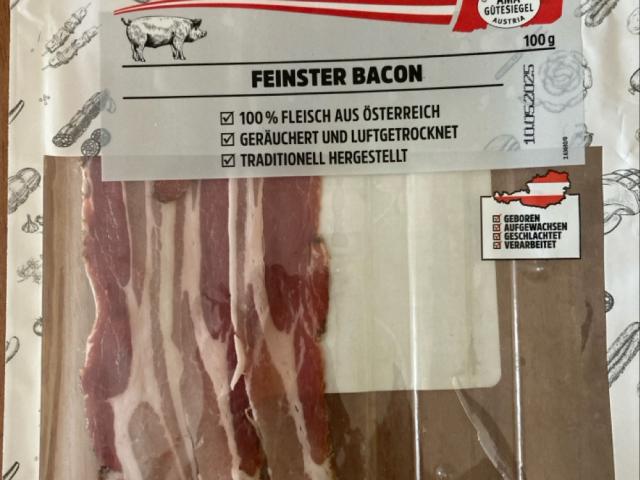 AMA
GÜTESIEGEL
AUSTRIA
100 g
FEINSTER BACON
100 % FLEISCH AUS ÖSTERREICH
GERÄUCHERT UND LUFTGETROCKNET
TRADITIONELL HERGESTELLT
10.05.2025
GEBOREN
AUFGEWACHSEN
GESCHLACHTET
VERARBEITET